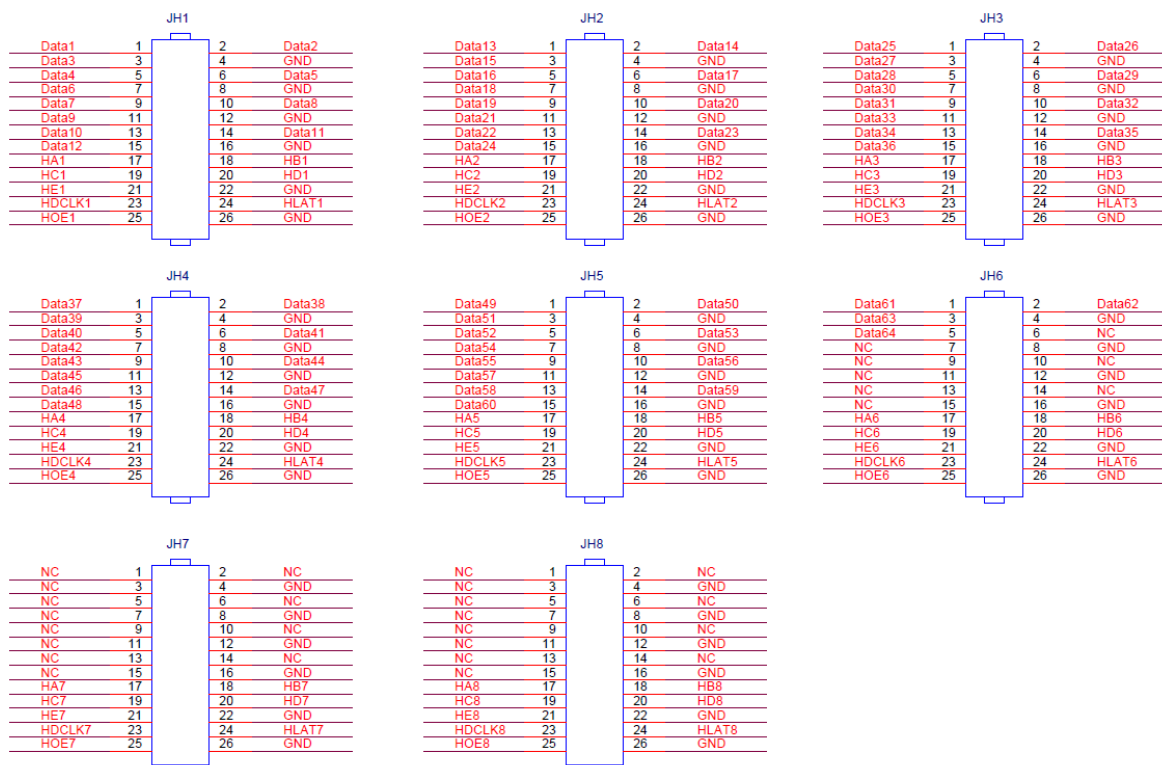 JH1 JH2 JH3
Data1 1 2 Data2 Data13 1 2 Data14 Data25 1 2 Data26
Data3 3 4 GND Data15 3 4 GND Data27 3 4 GND
Data4 5 6 Data5 Data16 5 6 Data17 Data28 5 6 Data29
Data6 7 8 GND Data18 7 8 GND Data30 7 8 GND
Data7 9 10 Data8 Data19 9 10 Data20 Data31 9 10 Data32
Data9 11 12 GND Data21 11 12 GND Data33 11 12 GND
Data10 13 14 Data11 Data22 13 14 Data23 Data34 13 14 Data35
Data12 15 16 GND Data24 15 16 GND Data36 15 16 GND
HA1 17 18 HB1 HA2 17 18 HB2 HA3 17 18 HB3
HC1 19 20 HD1 HC2 19 20 HD2 HC3 19 20 HD3
HE1 21 22 GND HE2 21 22 GND HE3 21 22 GND
HDCLK1 23 24 HLAT1 HDCLK2 23 24 HLAT2 HDCLK3 23 24 HLAT3
HOE1 25 26 GND HOE2 25 26 GND HOE3 25 26 GND
JH4 JH5 JH6
Data37 1 2 Data38 Data49 1 2 Data50 Data61 1 2 Data62
Data39 3 4 GND Data51 3 4 GND Data63 3 4 GND
Data40 5 6 Data41 Data52 5 6 Data53 Data64 5 6 NC
Data42 7 8 GND Data54 7 8 GND NC 7 8 GND
Data43 9 10 Data44 Data55 9 10 Data56 NC 9 10 NC
Data45 11 12 GND Data57 11 12 GND NC 11 12 GND
Data46 13 14 Data47 Data58 13 14 Data59 NC 13 14 NC
Data48 15 16 GND Data60 15 16 GND NC 15 16 GND
HA4 17 18 HB4 HA5 17 18 HB5 HA6 17 18 HB6
HC4 19 20 HD4 HC5 19 20 HD5 HC6 19 20 HD6
HE4 21 22 GND HE5 21 22 GND HE6 21 22 GND
HDCLK4 23 24 HLAT4 HDCLK5 23 24 HLAT5 HDCLK6 23 24 HLAT6
HOE4 25 26 GND HOE5 25 26 GND HOE6 25 26 GND
JH7 JH8
NC 1 2 NC NC 1 2 NC
NC 3 4 GND NC 3 4 GND
NC 5 6 NC NC 5 6 NC
NC 7 8 GND NC 7 8 GND
NC 9 10 NC NC 9 10 NC
NC 11 12 GND NC 11 12 GND
NC 13 14 NC NC 13 14 NC
NC 15 16 GND NC 15 16 GND
HA7 17 18 HB7 HA8 17 18 HB8
HC7 19 20 HD7 HC8 19 20 HD8
HE7 21 22 GND HE8 21 22 GND
HDCLK7 23 24 HLAT7 HDCLK8 23 24 HLAT8
HOE7 25 26 GND HOE8 25 26 GND